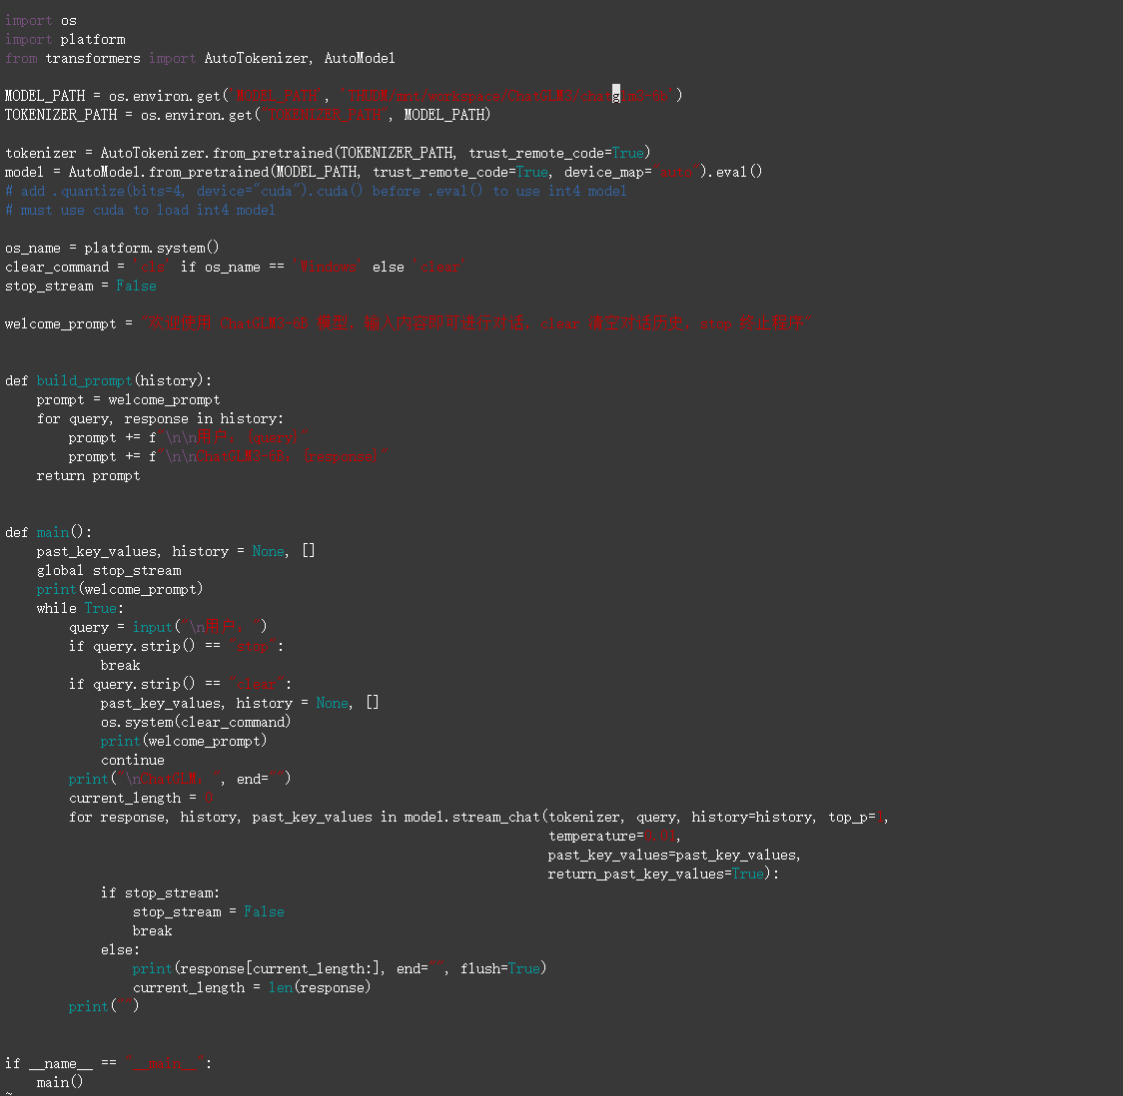 import os
import platform
from transformers import AutoTokenizer, AutoModel
MODEL_PATH = os.environ.get("MODEL_PATH", "THUDM/mnt/workspace/ChatGLM3/chatglm3-6b")
TOKENIZER_PATH = os.environ.get("TOKENIZER_PATH", MODEL_PATH)
tokenizer = AutoTokenizer.from_pretrained(TOKENIZER_PATH, trust_remote_code=True)
model = AutoModel.from_pretrained(MODEL_PATH, trust_remote_code=True, device_map="auto").eval()
# add .quantize(bits=4, device="cuda").cuda() before .eval() to use int4 model
# must use cuda to load int4 model
os_name = platform.system()
clear_command = 'cls' if os_name == 'Windows' else 'clear'
stop_stream = False
welcome_prompt = "欢迎使用 ChatGLM3-6B 模型，输入内容即可进行对话，clear 清空对话历史，stop 终止程序"
def build_prompt(history):
    prompt = welcome_prompt
    for query, response in history:
        prompt += f"\n\n用户：{query}"
        prompt += f"\n\nChatGLM3-6B：{response}"
    return prompt
def main():
    past_key_values, history = None, []
    global stop_stream
    print(welcome_prompt)
    while True:
        query = input("\n用户：")
        if query.strip() == "stop":
            break
        if query.strip() == "clear":
            past_key_values, history = None, []
            os.system(clear_command)
            print(welcome_prompt)
            continue
        print("\nChatGLM：", end="")
        current_length = 0
        for response, history, past_key_values in model.stream_chat(tokenizer, query, history=history, top_p=1,
                                                                    temperature=0.01,
                                                                    past_key_values=past_key_values,
                                                                    return_past_key_values=True):
            if stop_stream:
                stop_stream = False
                break
            else:
                print(response[current_length:], end="", flush=True)
                current_length = len(response)
        print("")
if __name__ == "__main__":
    main()
~